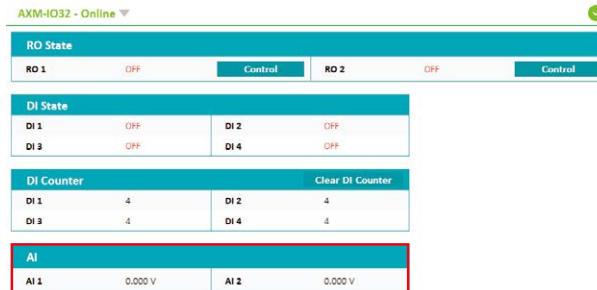 AXM-IO32 - Online
RO State
RO 1 OFF Control RO 2 OFF Control
DI State
DI 1 OFF DI 2 OFF
DI 3 OFF DI 4 OFF
DI Counter Clear DI Counter
DI 1 4 DI 2 4
DI 3 4 DI 4 4
AI
AI 1 0.000 V AI 2 0.000 V